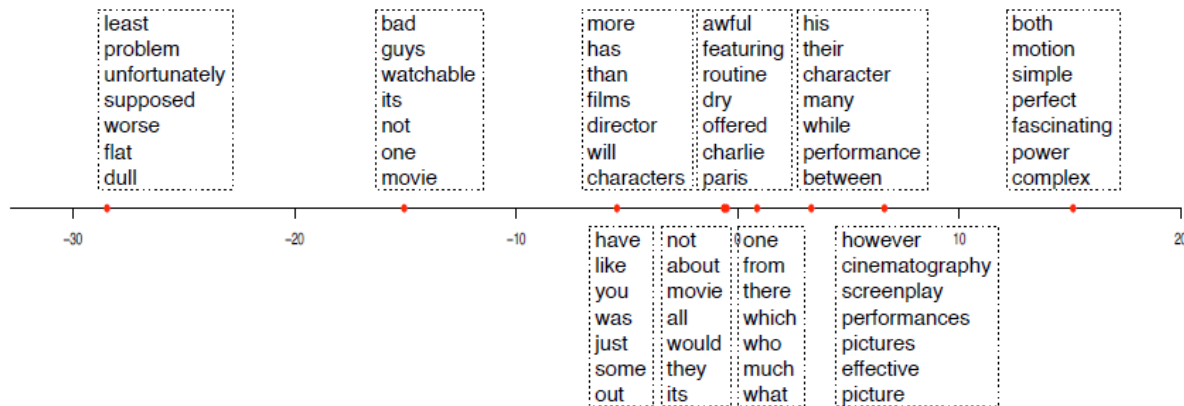 least
problem
unfortunately
supposed
worse
flat
dull
bad
guys
watchable
its
not
one
movie
more
has
than
films
director
will
characters
awful
featuring
routine
dry
offered
charlie
paris
his
their
character
many
while
performance
between
both
motion
simple
perfect
fascinating
power
complex
−30
−20
−10
0
10
20
have
like
you
was
just
some
out
not
about
movie
all
would
they
its
one
from
there
which
who
much
what
however
cinematography
screenplay
performances
pictures
effective
picture